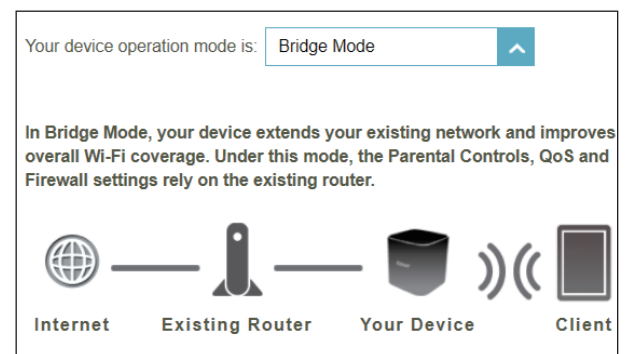 Your device operation mode is: Bridge Mode
In Bridge Mode, your device extends your existing network and improves
overall Wi-Fi coverage. Under this mode, the Parental Controls, QoS and
Firewall settings rely on the existing router.
Internet Existing Router Your Device Client